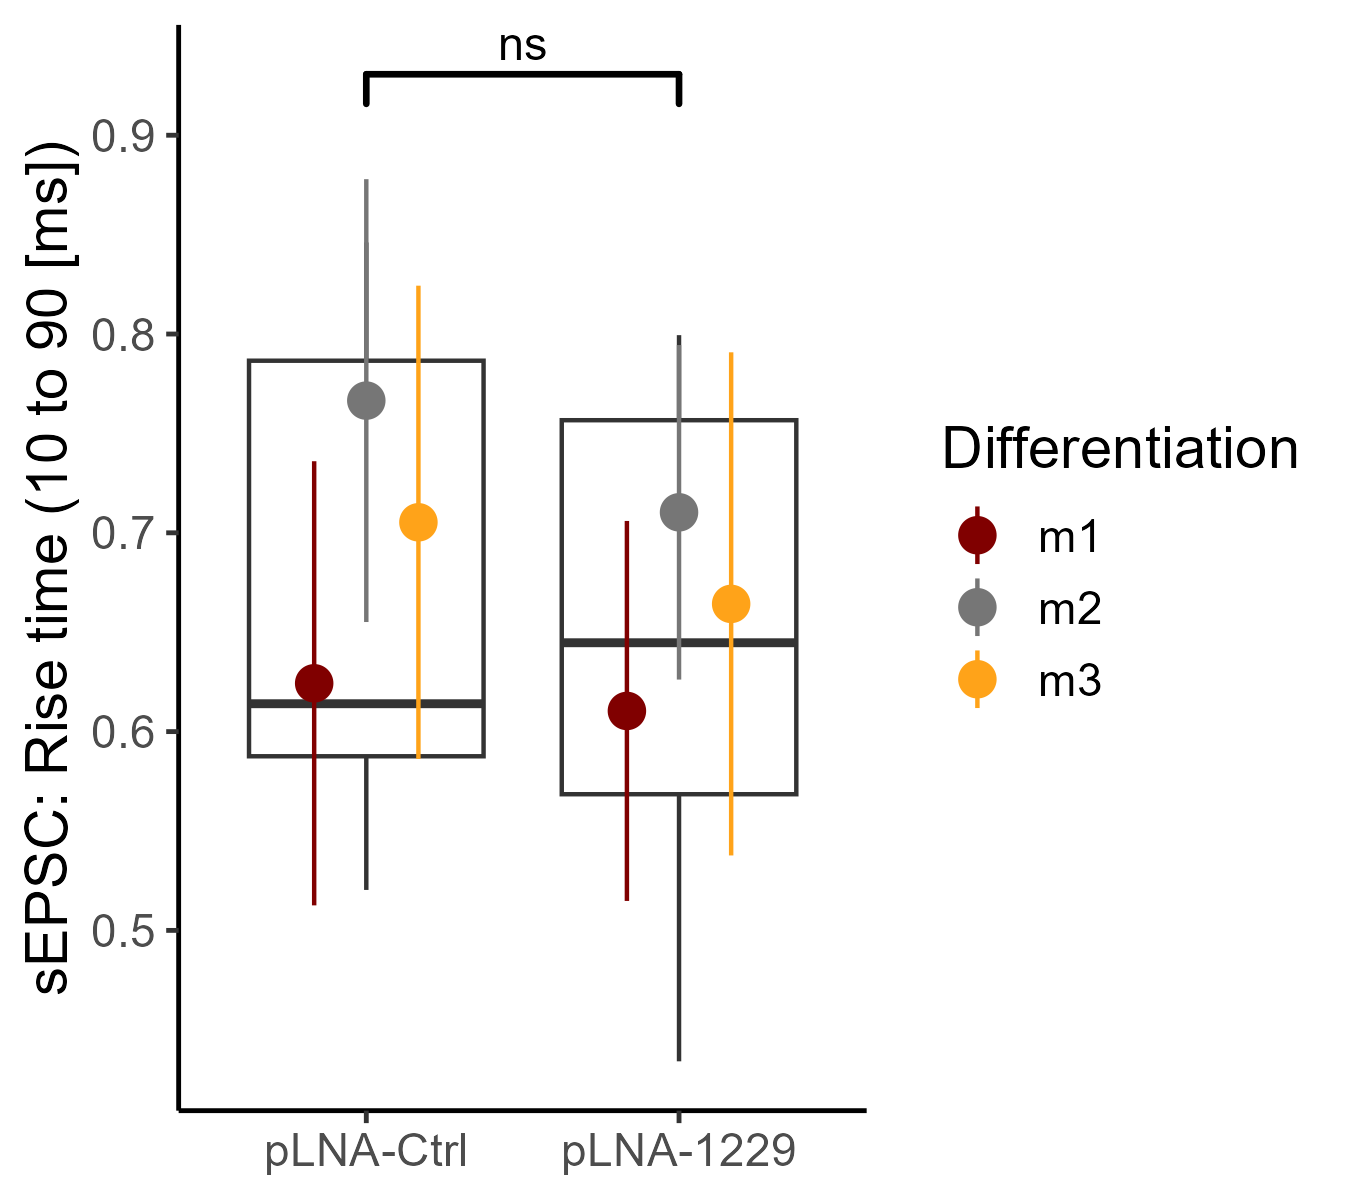 ns
sEPSC: Rise time (10 to 90 [ms])
0.9
0.8
0.7
0.6
0.5
pLNA-Ctrl
pLNA-1229
Differentiation
m1
m2
m3